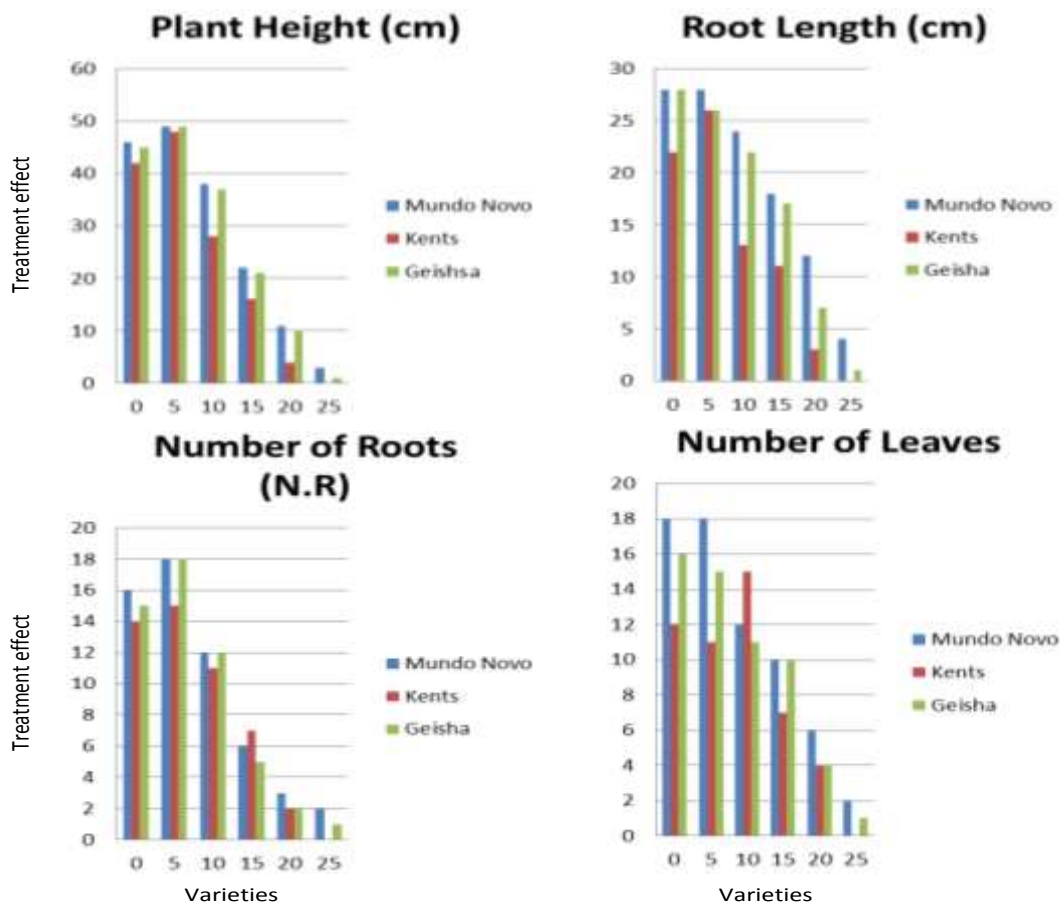 Plant Height (cm)
60
50
40
30
20
10
0
0 5 10 15 20 25
Treatment effect
Mundo Novo
Kents
Geishsa
Root Length (cm)
30
25
20
15
10
5
0
0 5 10 15 20 25
Mundo Novo
Kents
Geisha
Number of Roots
(N.R)
20
18
16
14
12
10
8
6
4
2
0
0 5 10 15 20 25
Treatment effect
Varieties
Mundo Novo
Kents
Geisha
Number of Leaves
20
18
16
14
12
10
8
6
4
2
0
0 5 10 15 20 25
Varieties
Mundo Novo
Kents
Geisha